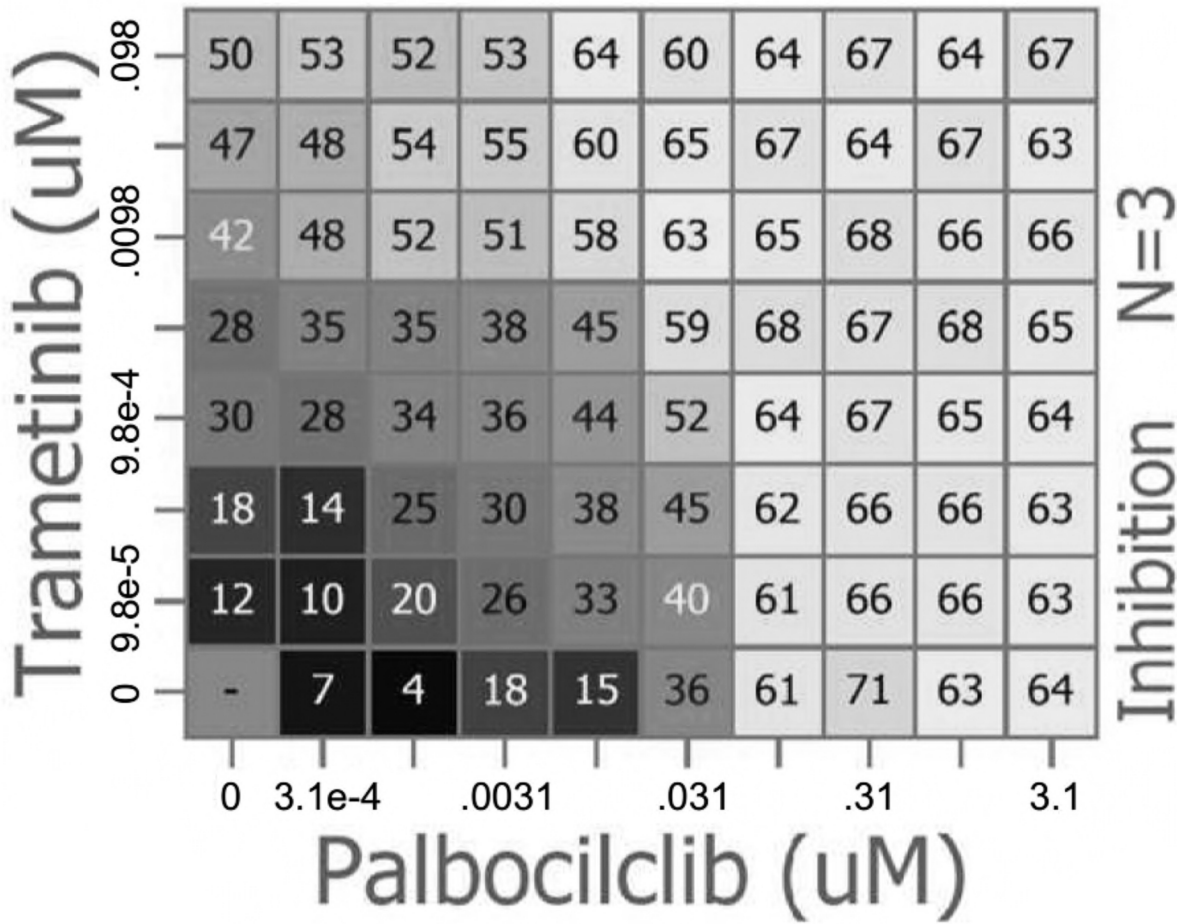 Trametinib (uM)
.098 50 53 52 53 64 60 64 67 64 67
47 48 54 55 60 65 67 64 67 63
.0098 42 48 52 51 58 63 65 68 66 66
28 35 35 38 45 59 68 67 68 65
9.8e-4 30 28 34 36 44 52 64 67 65 64
18 14 25 30 38 45 62 66 66 63
9.8e-5 12 10 20 26 33 40 61 66 66 63
0 - 7 4 18 15 36 61 71 63 64
0 3.1e-4 .0031 .031 .31 3.1
Palbocilclib (uM)
Inhibition N=3